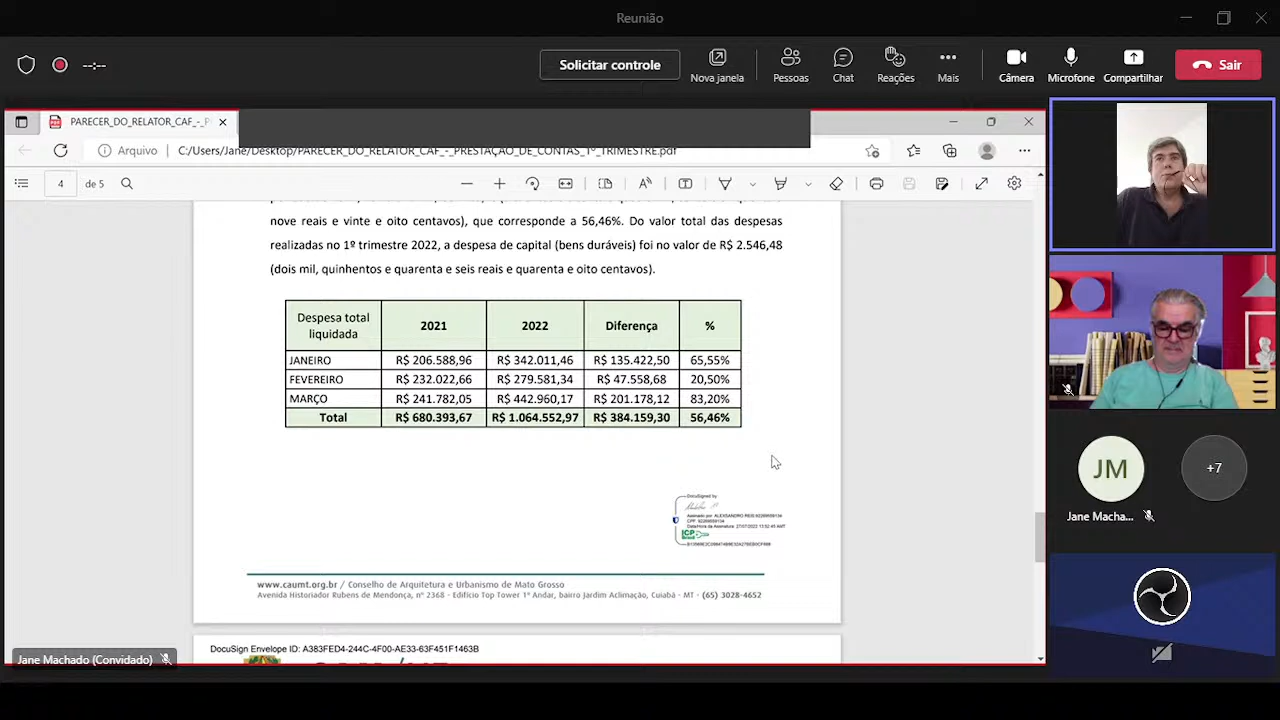 Reunião
Solicitar controle
Nova janela
Pessoas
Chat
Reações
Mais
Câmera
Microfone
Compartilhar
Sair
--:--
PARECER_DO_RELATOR_CAF_-_P
Arquivo
C:/Users/Jane/Desktop/PARECER_DO_RELATOR_CAF_-_PRESTAÇÃO_DE_CONTAS_1º_TRIMESTRE.pdf
4 de 5
nove reais e vinte e oito centavos), que corresponde a 56,46%. Do valor total das despesas
realizadas no 1º trimestre 2022, a despesa de capital (bens duráveis) foi no valor de R$ 2.546,48
(dois mil, quinhentos e quarenta e seis reais e quarenta e oito centavos).
Despesa total liquidada 2021 2022 Diferença %
JANEIRO R$ 206.588,96 R$ 342.011,46 R$ 135.422,50 65,55%
FEVEREIRO R$ 232.022,66 R$ 279.581,34 R$ 47.558,68 20,50%
MARÇO R$ 241.782,05 R$ 442.960,17 R$ 201.178,12 83,20%
Total R$ 680.393,67 R$ 1.064.552,97 R$ 384.159,30 56,46%
DocuSigned by
ICP
www.caumt.org.br / Conselho de Arquitetura e Urbanismo de Mato Grosso
Avenida Historiador Rubens de Mendonça, nº 2368 - Edifício Top Tower 1º Andar, bairro Jardim Aclimação, Cuiabá - MT - (65) 3028-4652
DocuSign Envelope ID: A383FED4-244C-4F00-AE33-63F451F1463B
Jane Machado (Convidado)
JM
+7
Jane Macha...